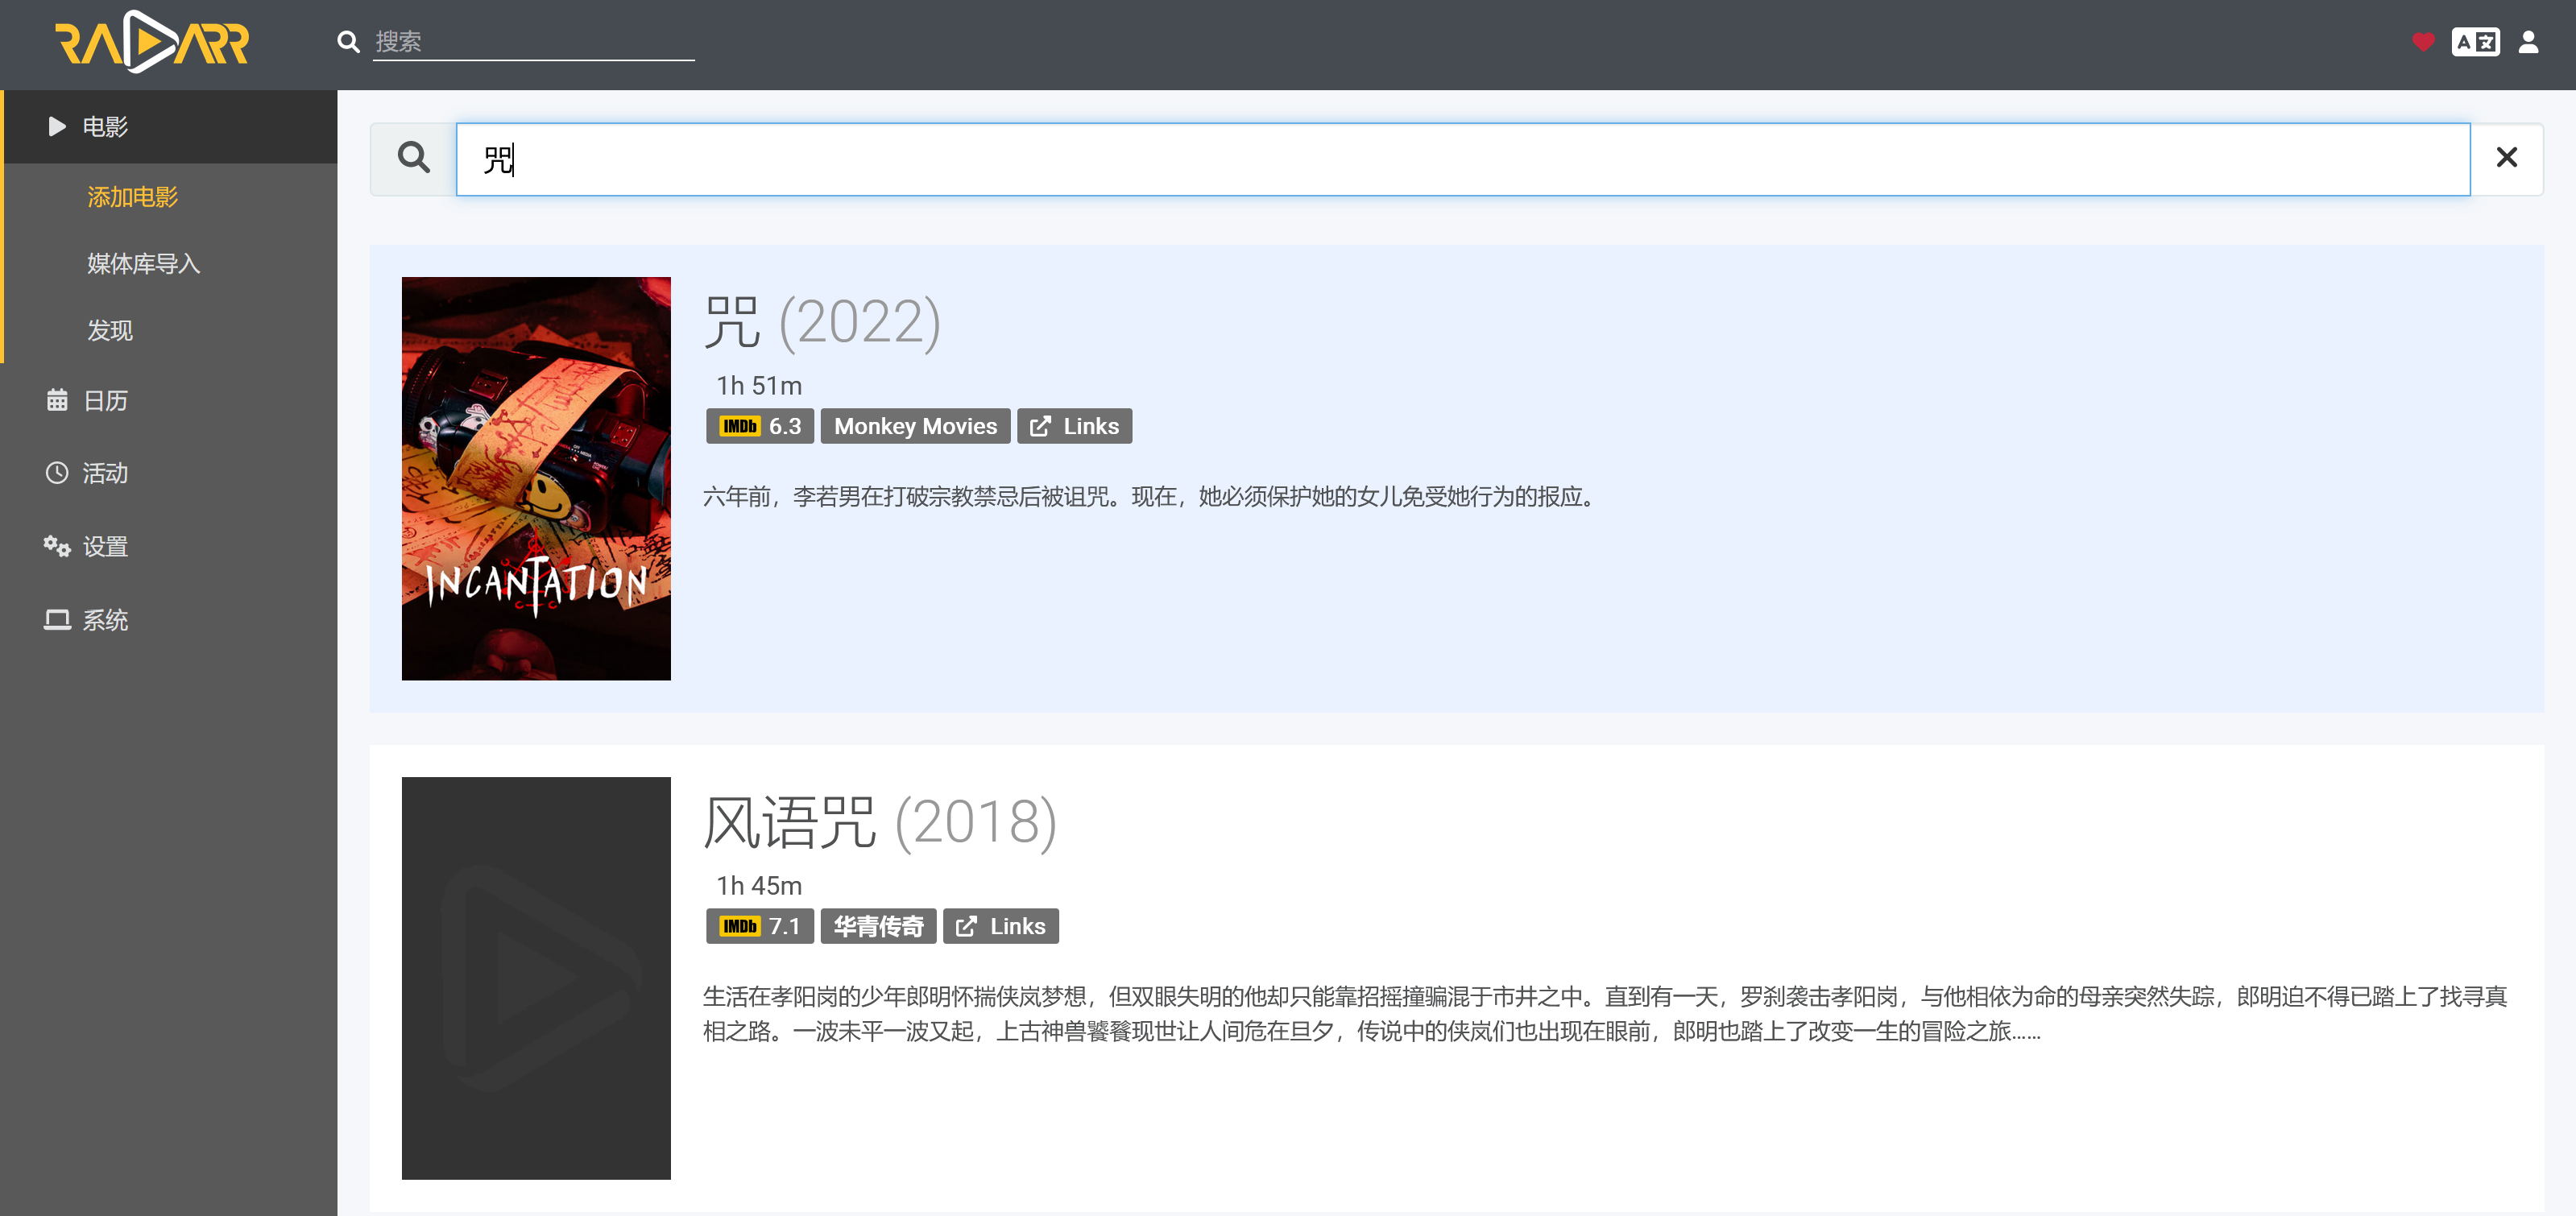 RADARR
搜索
电影
添加电影
媒体库导入
发现
日历
活动
设置
系统
咒
咒 (2022)
1h 51m
IMDb 6.3 Monkey Movies Links
六年前，李若男在打破宗教禁忌后被诅咒。现在，她必须保护她的女儿免受她行为的报应。
INCANTATION
风语咒 (2018)
1h 45m
IMDb 7.1 华青传奇 Links
生活在孝阳岗的少年郎明怀揣侠岚梦想，但双眼失明的他却只能靠招摇撞骗混于市井之中。直到有一天，罗刹袭击孝阳岗，与他相依为命的母亲突然失踪，郎明迫不得已踏上了找寻真
相之路。一波未平一波又起，上古神兽饕餮现世让人间危在旦夕，传说中的侠岚们也出现在眼前，郎明也踏上了改变一生的冒险之旅……